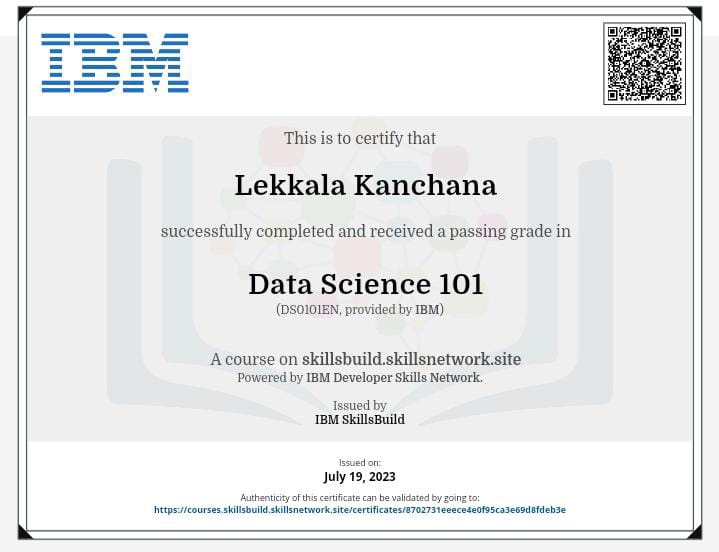 IBM
This is to certify that
Lekkala Kanchana
successfully completed and received a passing grade in
Data Science 101
(DS0101EN, provided by IBM)
A course on skillsbuild.skillsnetwork.site
Powered by IBM Developer Skills Network.
Issued by
IBM SkillsBuild
Issued on:
July 19, 2023
Authenticity of this certificate can be validated by going to:
https://courses.skillsbuild.skillsnetwork.site/certificates/8702731eeece4e0f95ca3e69d8fdeb3e